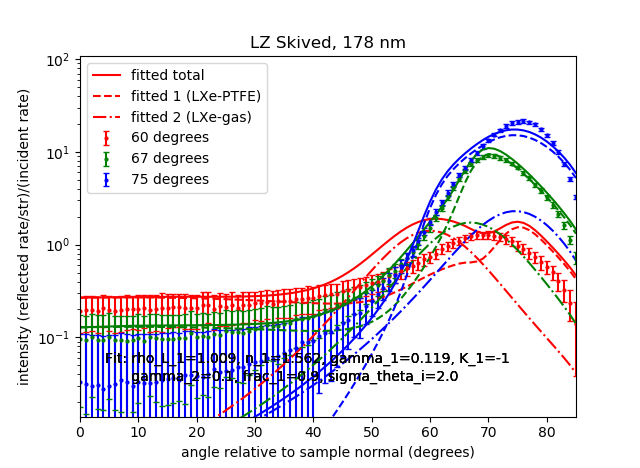 LZ Skived, 178 nm
10²
10¹
10⁰
10⁻¹
intensity (reflected rate/str)/(incident rate)
fitted total
fitted 1 (LXe-PTFE)
fitted 2 (LXe-gas)
60 degrees
67 degrees
75 degrees
Fit: rho_L_1=1.009, n_1=1.562, gamma_1=0.119, K_1=-1
gamma_2=0.1, frac_1=0.9, sigma_theta_i=2.0
0 10 20 30 40 50 60 70 80
angle relative to sample normal (degrees)